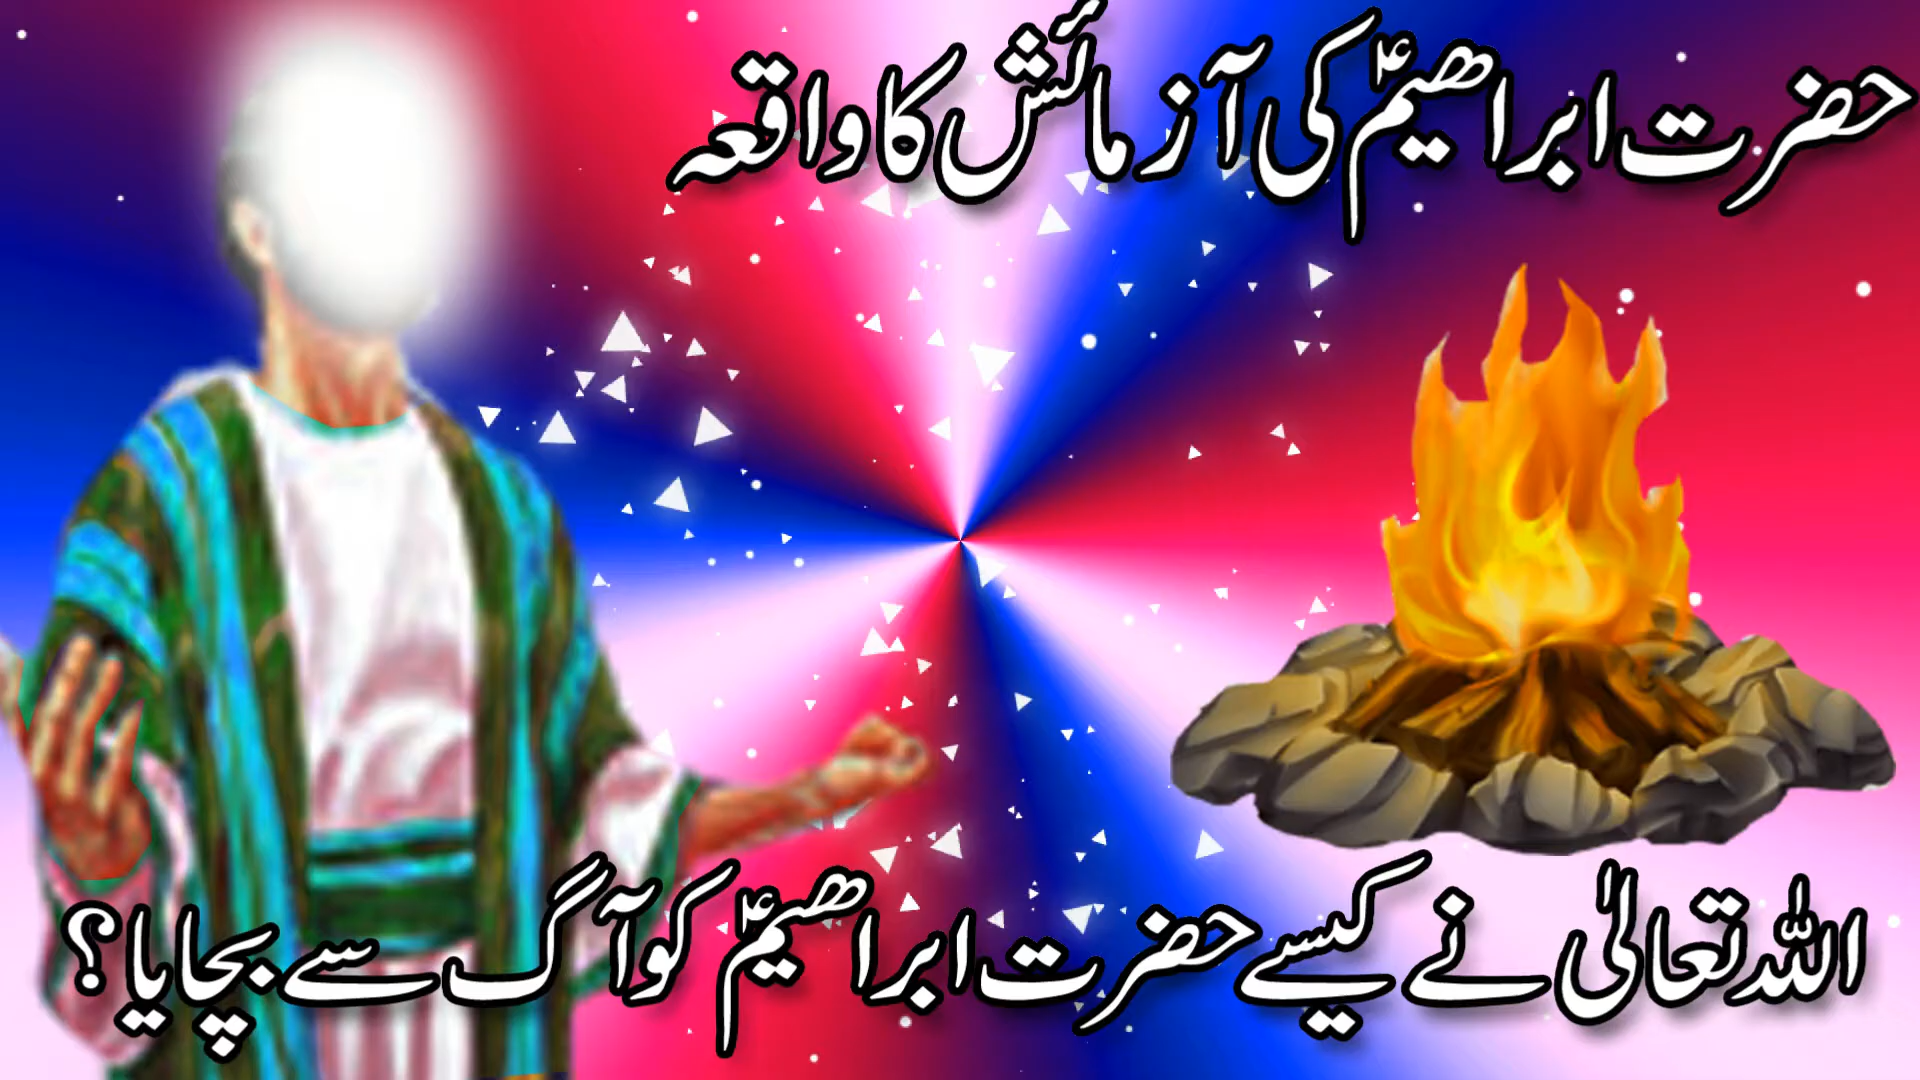 حضرت ابراھیمؑ کی آزمائش کا واقعہ
اللہ تعالیٰ نے کیسے حضرت ابراھیمؑ کو آگ سے بچایا؟